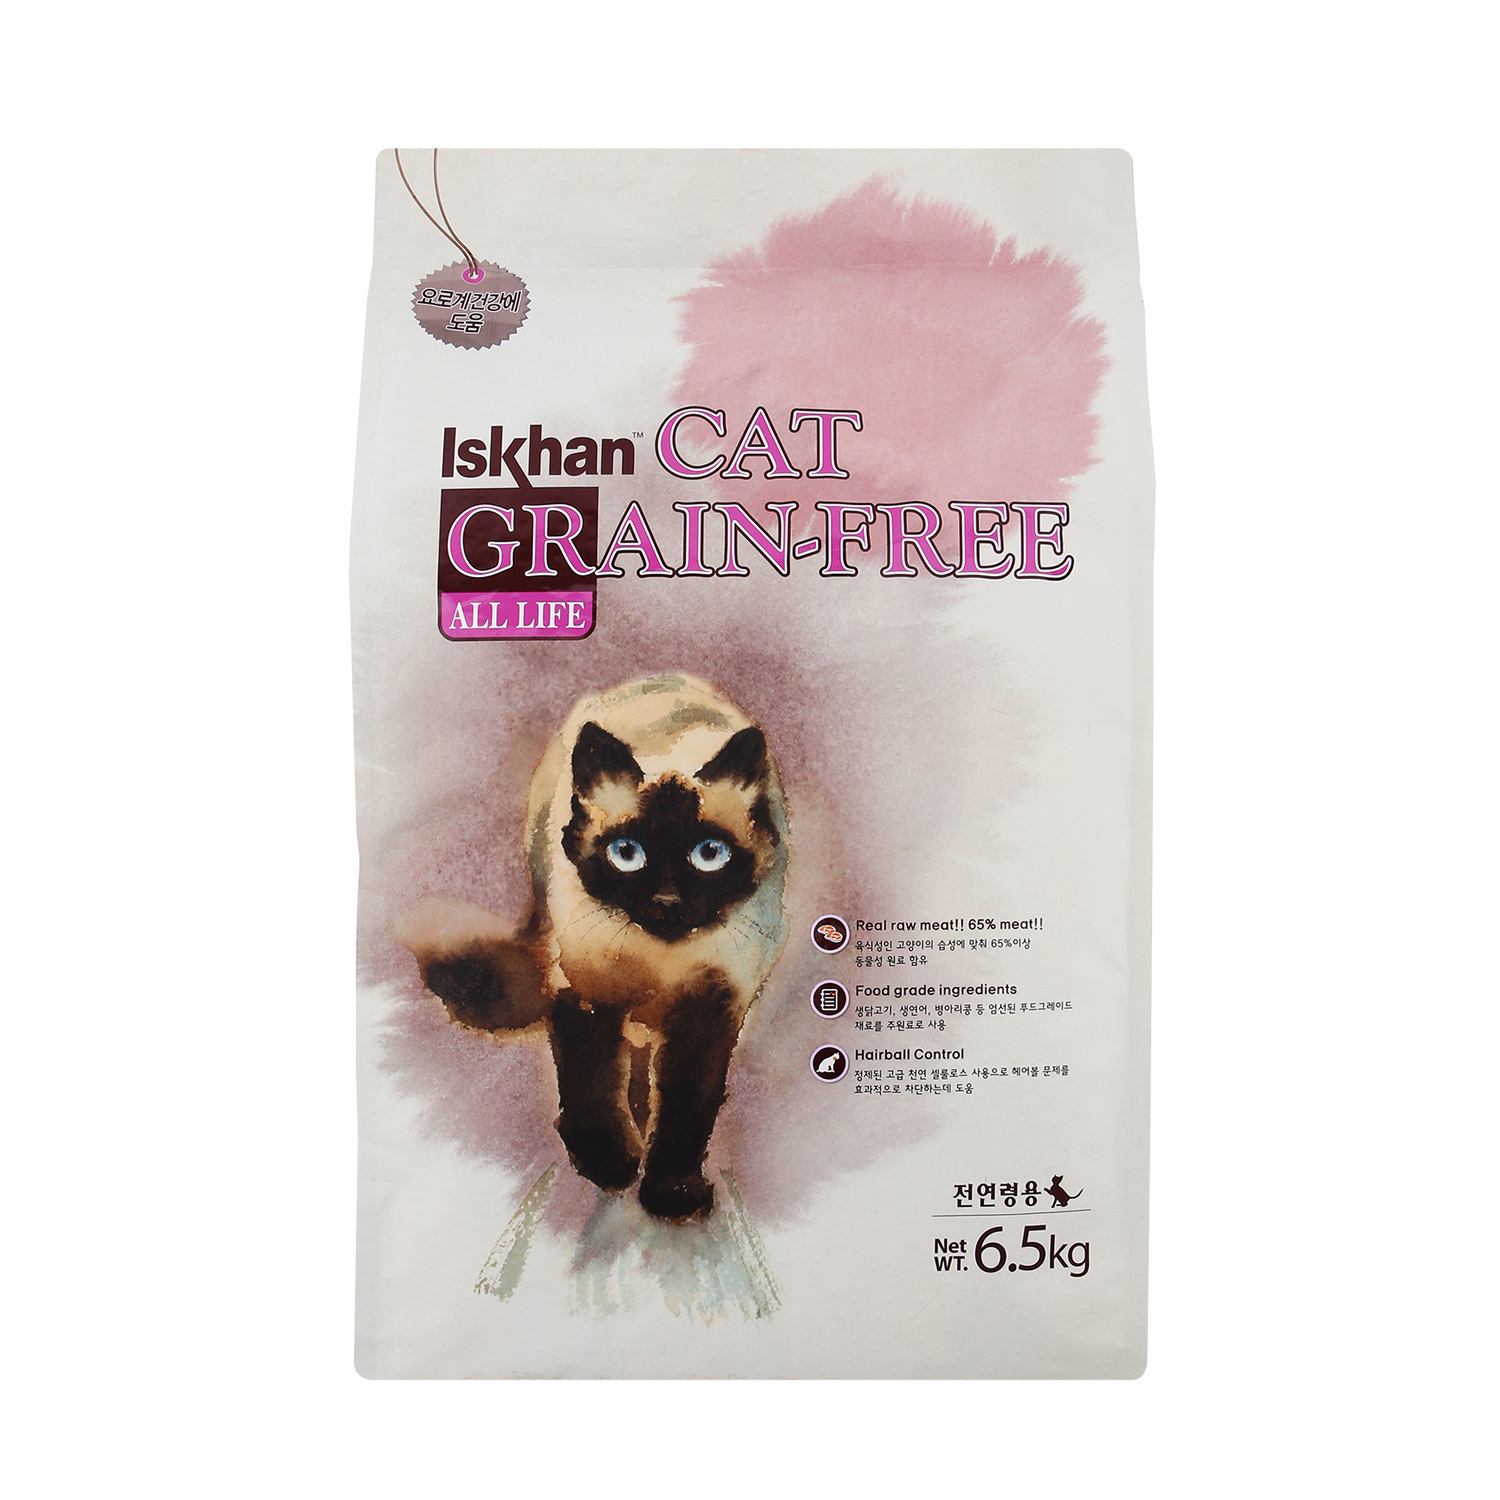 요로계건강에
도움
Iskhan™ CAT
GRAIN-FREE
ALL LIFE
Real raw meat!! 65% meat!!
육식성인 고양이의 습성에 맞춰 65%이상
동물성 원료 함유
Food grade ingredients
생닭고기, 생연어, 병아리콩 등 엄선된 푸드그레이드
재료를 주원료로 사용
Hairball Control
정제된 고급 천연 셀룰로스 사용으로 헤어볼 문제를
효과적으로 차단하는데 도움
전연령용
Net WT. 6.5kg